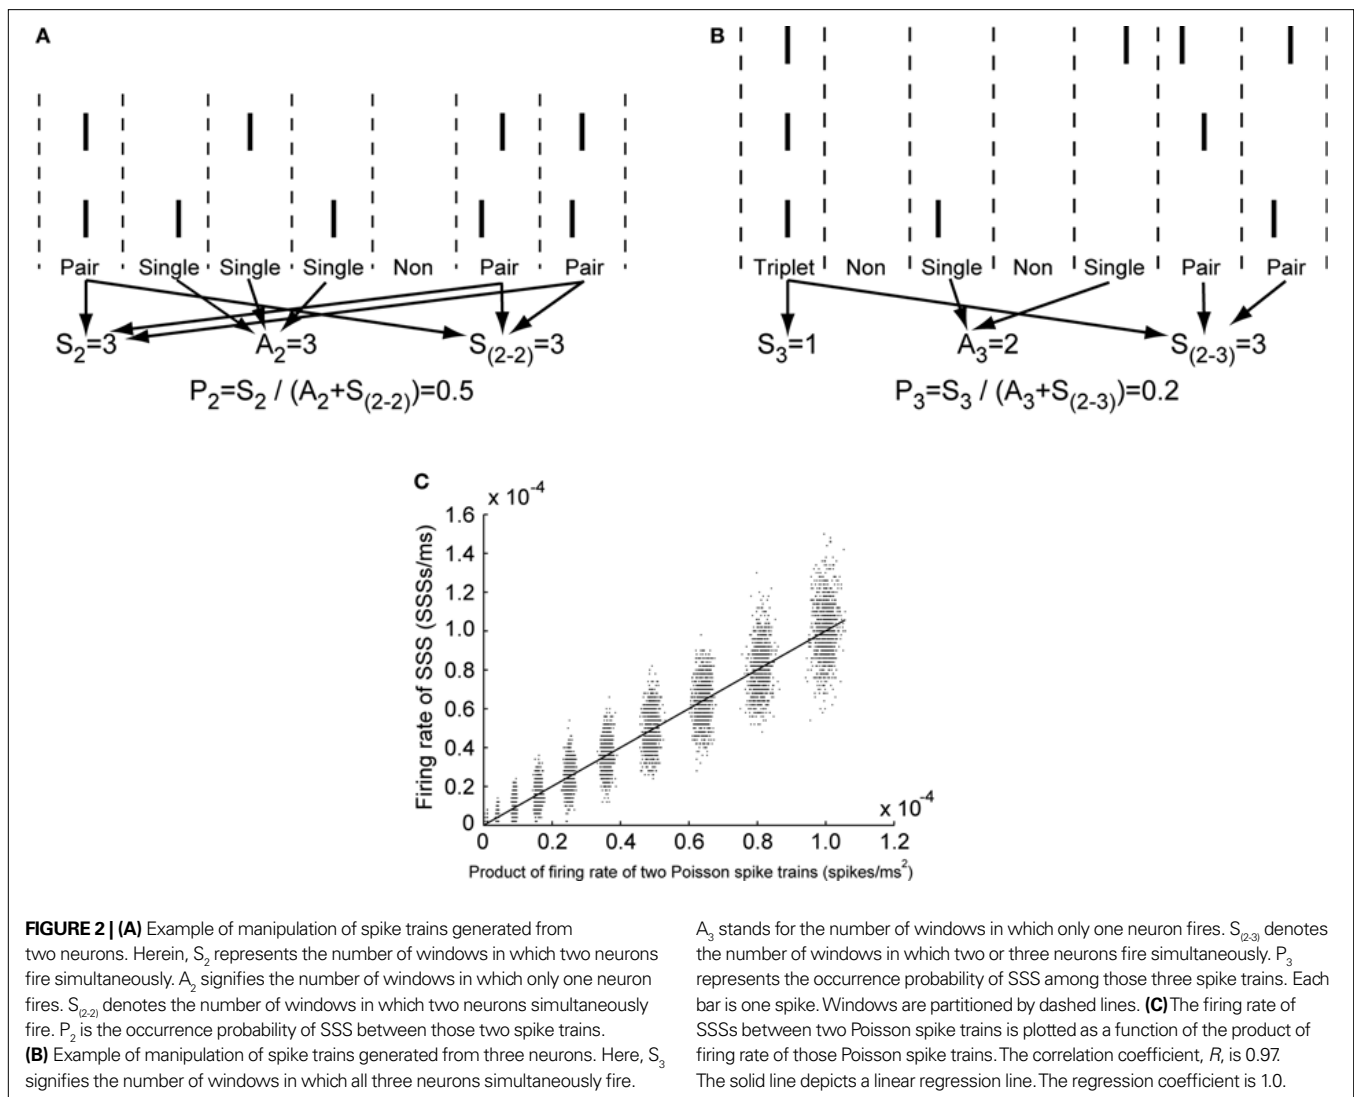 A
Pair Single Single Single Non Pair Pair
S2=3 A2=3 S(2-2)=3
P2=S2 / (A2+S(2-2))=0.5
B
Triplet Non Single Non Single Pair Pair
S3=1 A3=2 S(2-3)=3
P3=S3 / (A3+S(2-3))=0.2
C
x 10-4
1.6
1.4
1.2
1.0
0.8
0.6
0.4
0.2
0
Firing rate of SSS (SSSs/ms)
x 10-4
0 0.2 0.4 0.6 0.8 1.0 1.2
Product of firing rate of two Poisson spike trains (spikes/ms2)
FIGURE 2 | (A) Example of manipulation of spike trains generated from
two neurons. Herein, S2 represents the number of windows in which two neurons
fire simultaneously. A2 signifies the number of windows in which only one neuron
fires. S(2-2) denotes the number of windows in which two neurons simultaneously
fire. P2 is the occurrence probability of SSS between those two spike trains.
(B) Example of manipulation of spike trains generated from three neurons. Here, S3
signifies the number of windows in which all three neurons simultaneously fire.
A3 stands for the number of windows in which only one neuron fires. S(2-3) denotes
the number of windows in which two or three neurons fire simultaneously. P3
represents the occurrence probability of SSS among those three spike trains. Each
bar is one spike. Windows are partitioned by dashed lines. (C) The firing rate of
SSSs between two Poisson spike trains is plotted as a function of the product of
firing rate of those Poisson spike trains. The correlation coefficient, R, is 0.97.
The solid line depicts a linear regression line. The regression coefficient is 1.0.